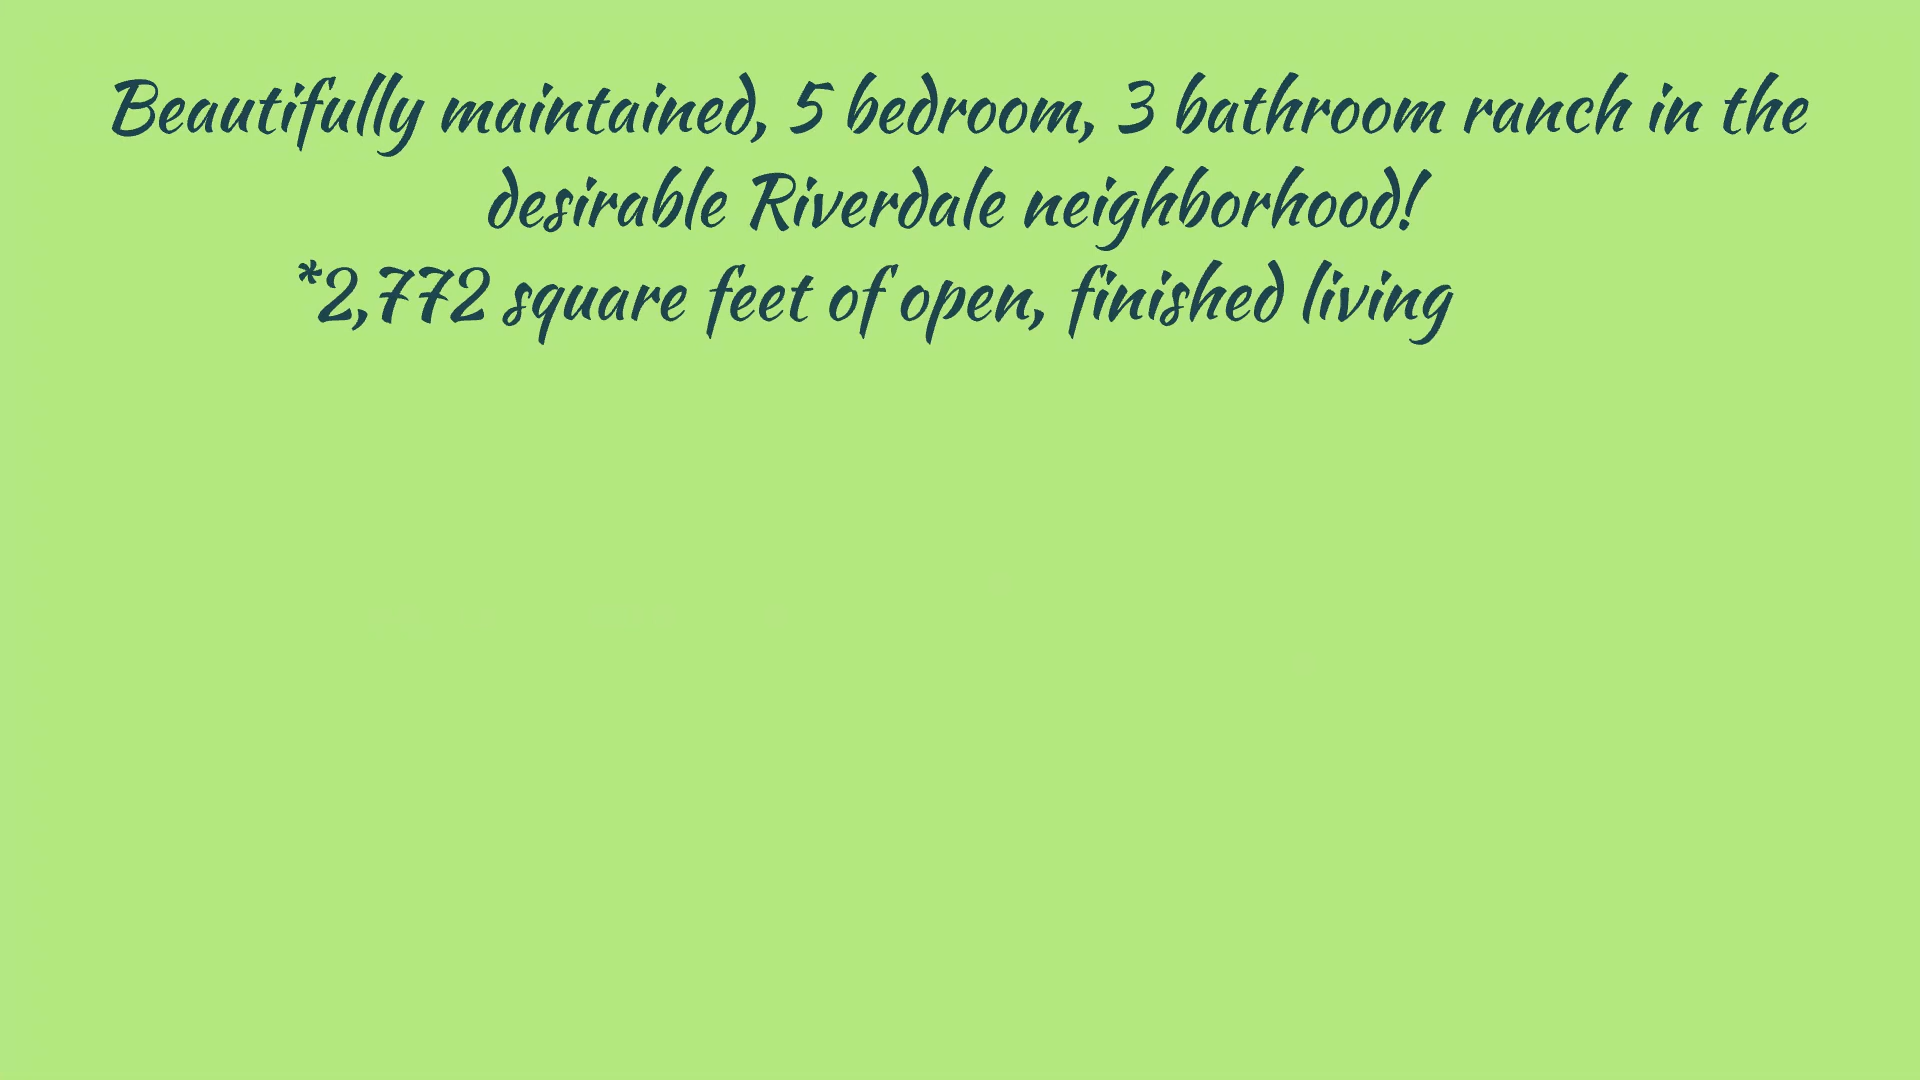 Beautifully maintained, 5 bedroom, 3 bathroom ranch in the
desirable Riverdale neighborhood!
*2,772 square feet of open, finished living